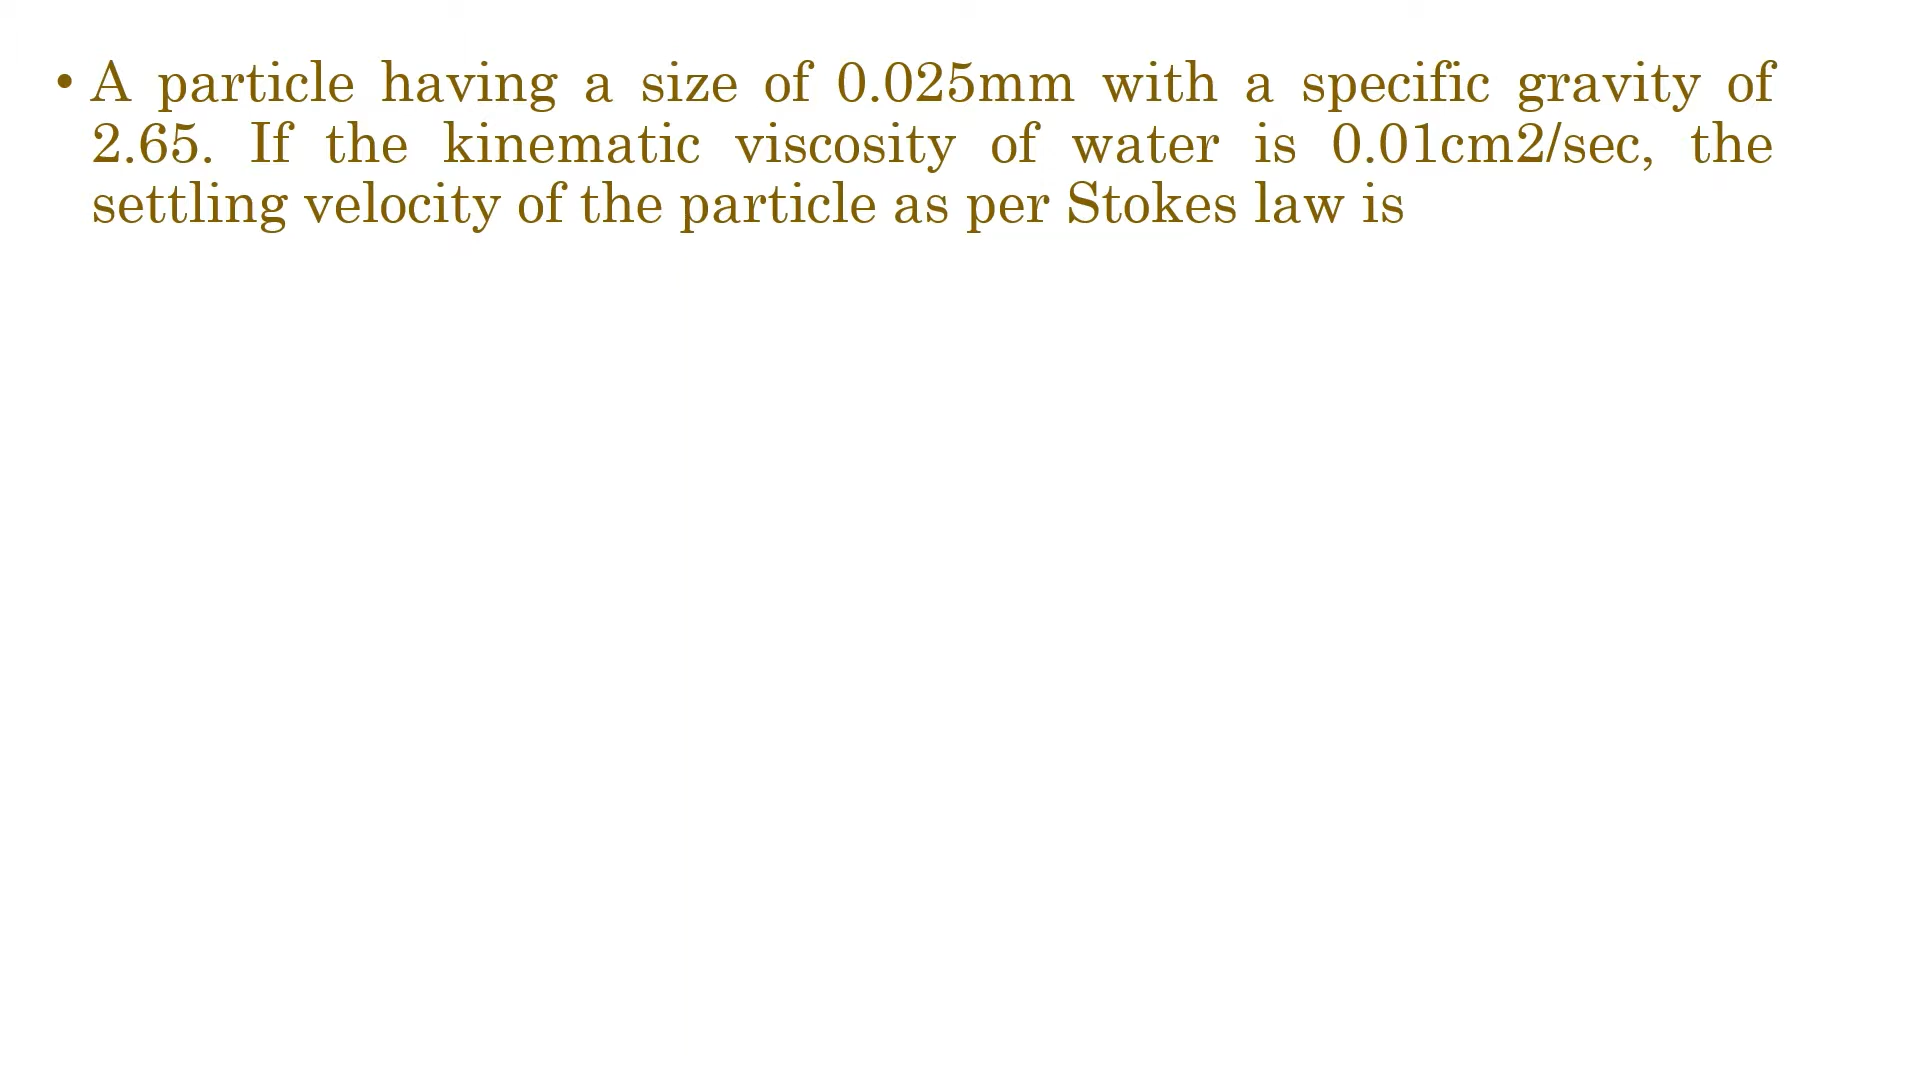 • A particle having a size of 0.025mm with a specific gravity of
2.65. If the kinematic viscosity of water is 0.01cm2/sec, the
settling velocity of the particle as per Stokes law is